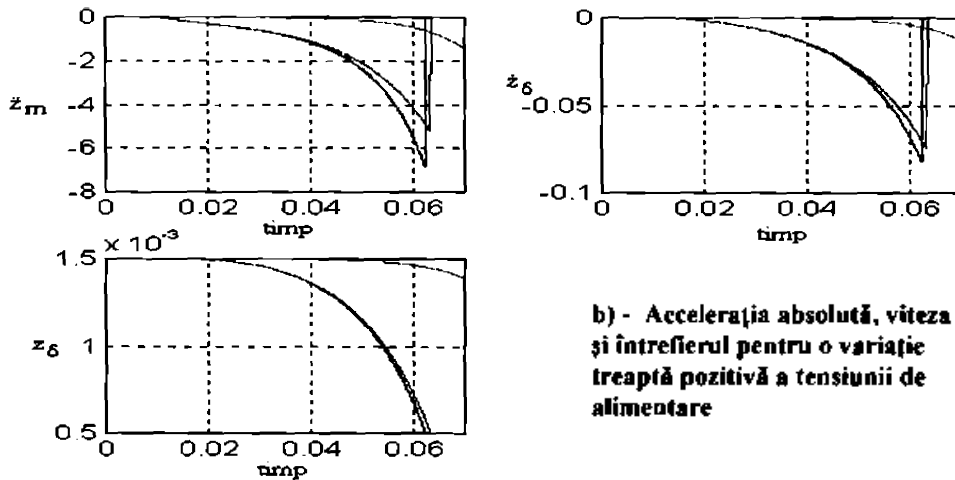 0
-2
-4
-6
-8
z̈m
0 0.02 0.04 0.06
timp
0
-0.05
-0.1
żδ
0 0.02 0.04 0.06
timp
× 10⁻³
1.5
1
0.5
zδ
0 0.02 0.04 0.06
timp
b) - Accelerația absolută, viteza
și întrefierul pentru o variație
treaptă pozitivă a tensiunii de
alimentare